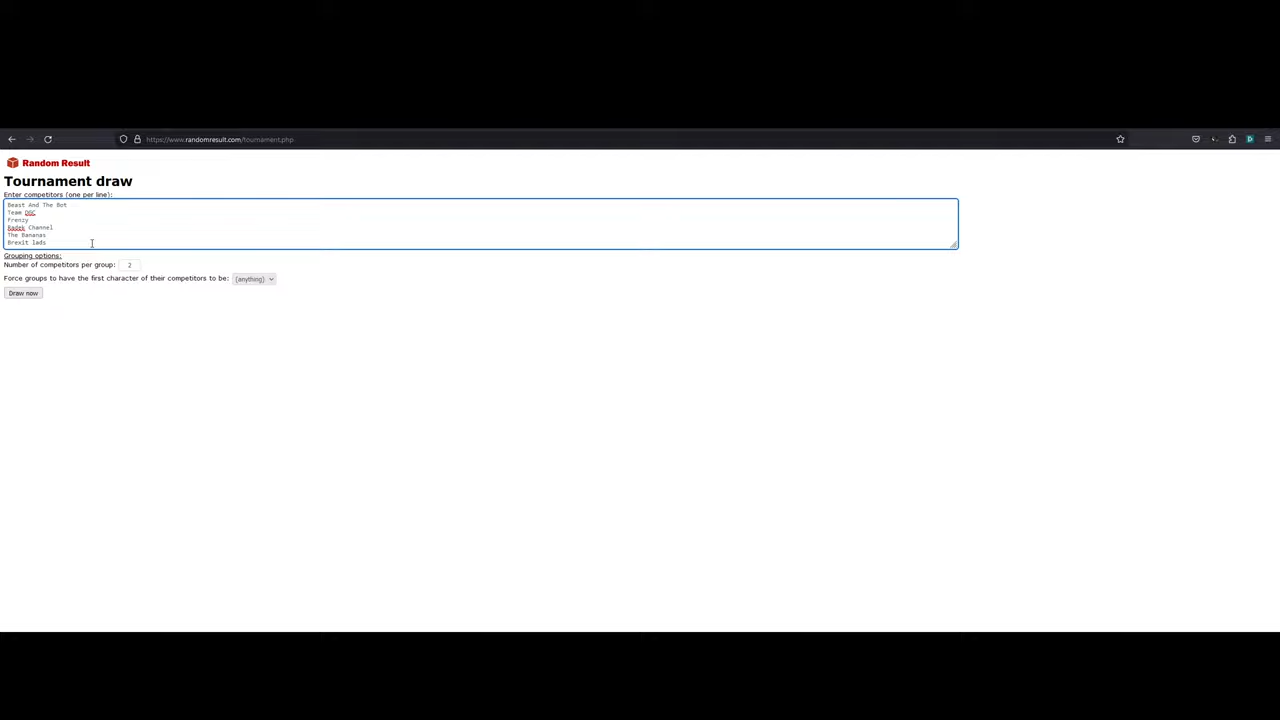 https://www.randomresult.com/tournament.php
Random Result
Tournament draw
Enter competitors (one per line):
Beast And The Bot
Team DGC
Frenzy
Radek Channel
The Bananas
Brexit lads
Grouping options:
Number of competitors per group: 2
Force groups to have the first character of their competitors to be: (anything)
Draw now